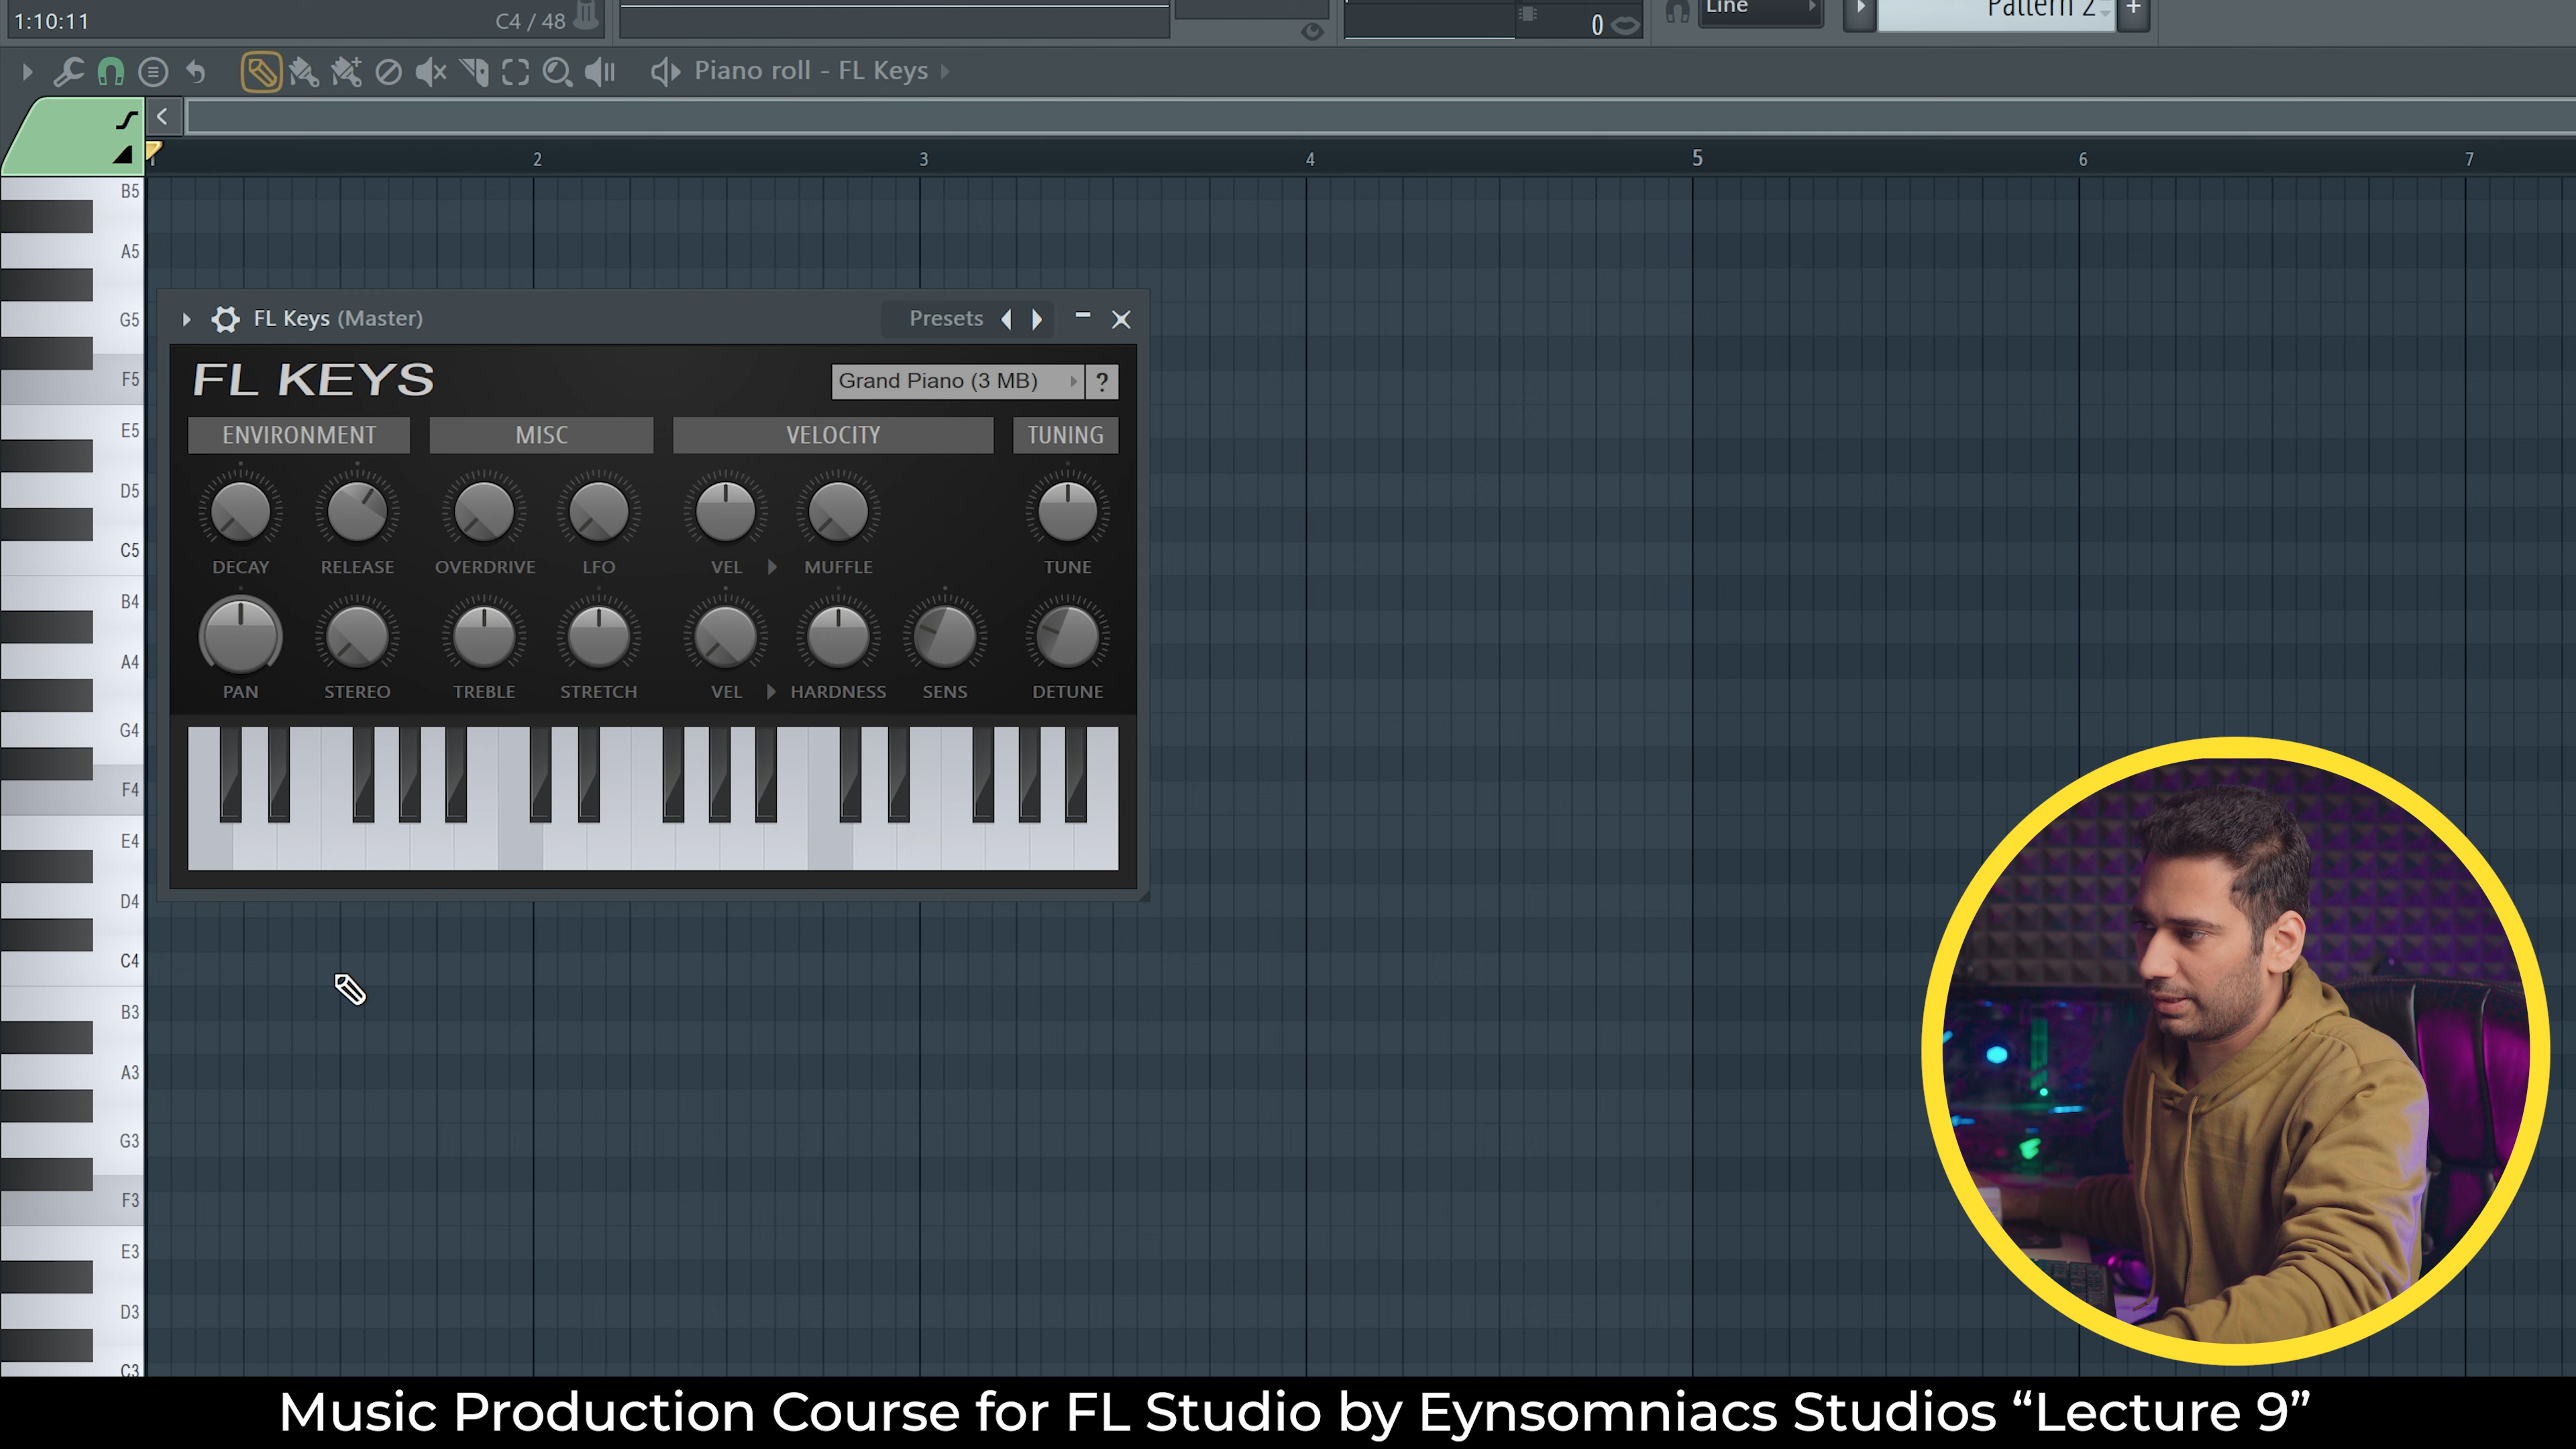 1:10:11 C4 / 48 0 Line Pattern 2 +
Piano roll - FL Keys
1 2 3 4 5 6 7
B5
A5
G5
F5
E5
D5
C5
B4
A4
G4
F4
E4
D4
C4
B3
A3
G3
F3
E3
D3
C3
FL Keys (Master) Presets
FL KEYS Grand Piano (3 MB) ?
ENVIRONMENT MISC VELOCITY TUNING
DECAY RELEASE OVERDRIVE LFO VEL MUFFLE TUNE
PAN STEREO TREBLE STRETCH VEL HARDNESS SENS DETUNE
Music Production Course for FL Studio by Eynsomniacs Studios “Lecture 9”